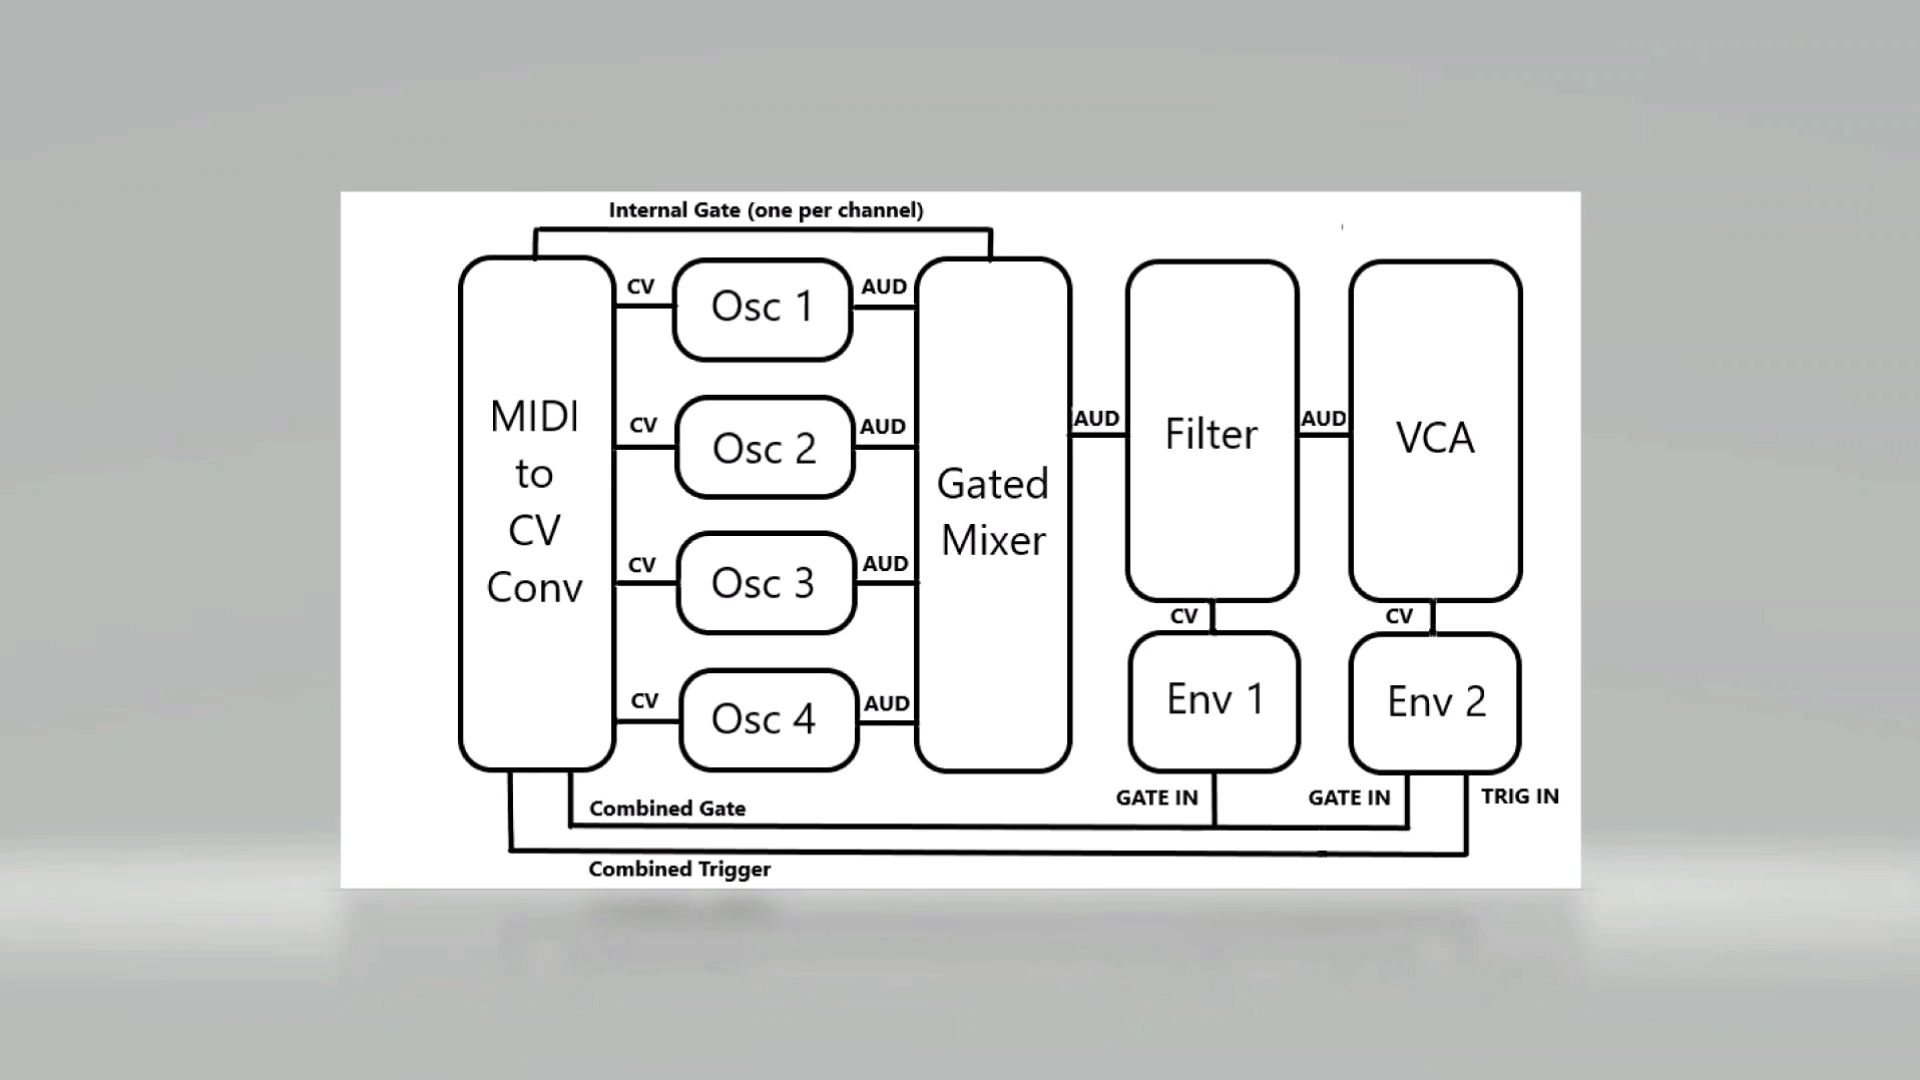 Internal Gate (one per channel)
MIDI
to
CV
Conv
CV
Osc 1
AUD
CV
Osc 2
AUD
CV
Osc 3
AUD
CV
Osc 4
AUD
Gated
Mixer
AUD
Filter
AUD
VCA
CV
CV
Env 1
Env 2
GATE IN
GATE IN
TRIG IN
Combined Gate
Combined Trigger